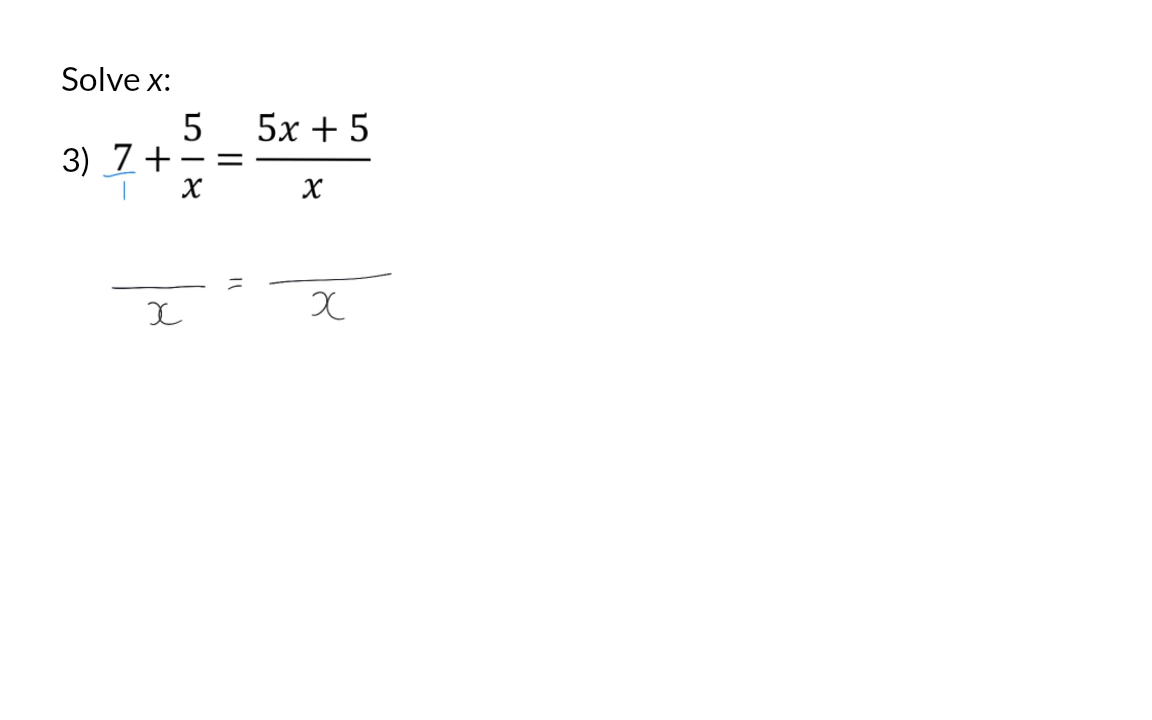 Solve x:
3) 7/1 + 5/x = (5x + 5)/x
/x = /x